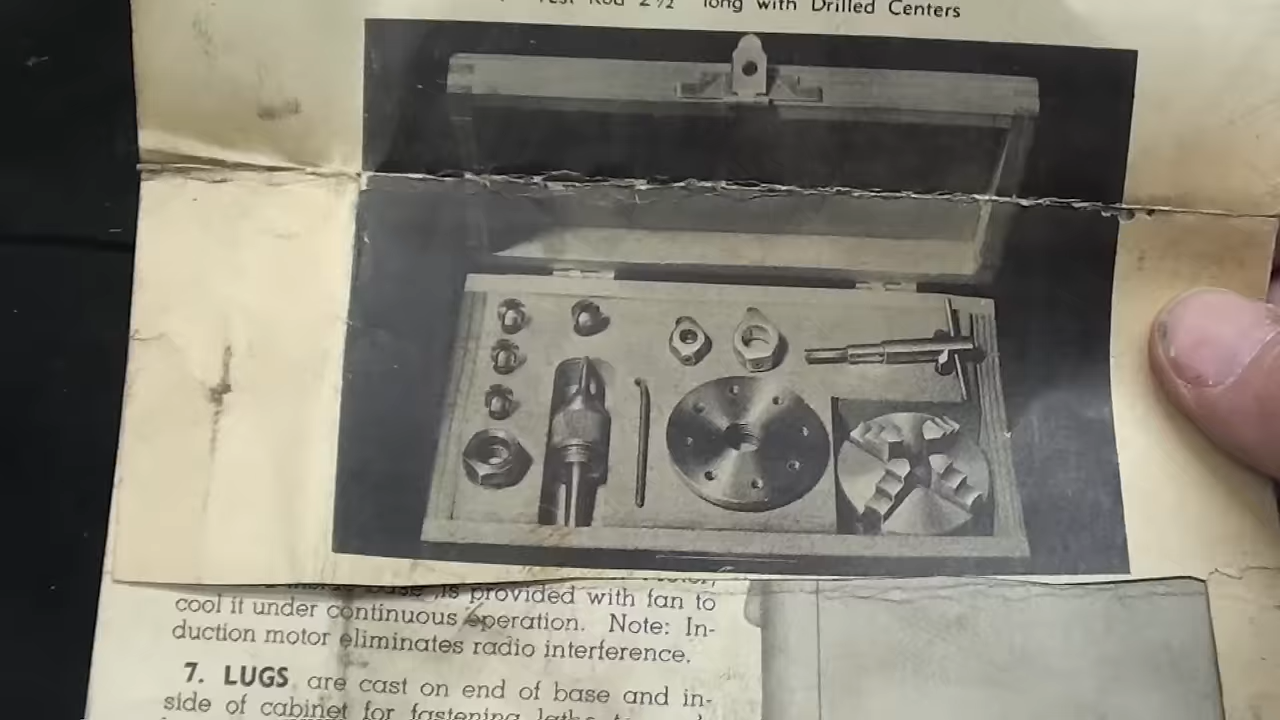 Test Rod 2½" long with Drilled Centers
is provided with fan to
cool it under continuous operation. Note: In-
duction motor eliminates radio interference.
7. LUGS are cast on end of base and in-
side of cabinet for fastening lathe